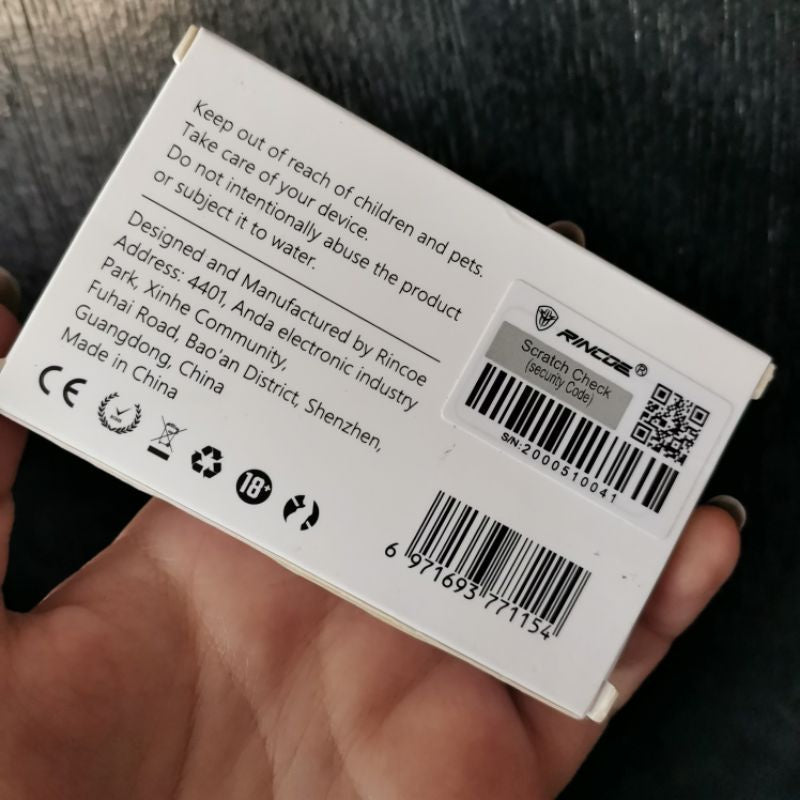 Keep out of reach of children and pets.
Take care of your device.
Do not intentionally abuse the product
or subject it to water.
Designed and Manufactured by Rincoe
Address: 4401, Anda electronic industry
Park, Xinhe Community,
Fuhai Road, Bao'an District, Shenzhen,
Guangdong, China
Made in China
CE
18+
RINCOE®
Scratch Check
(security Code)
S/N:2000510041
6 971693 771154